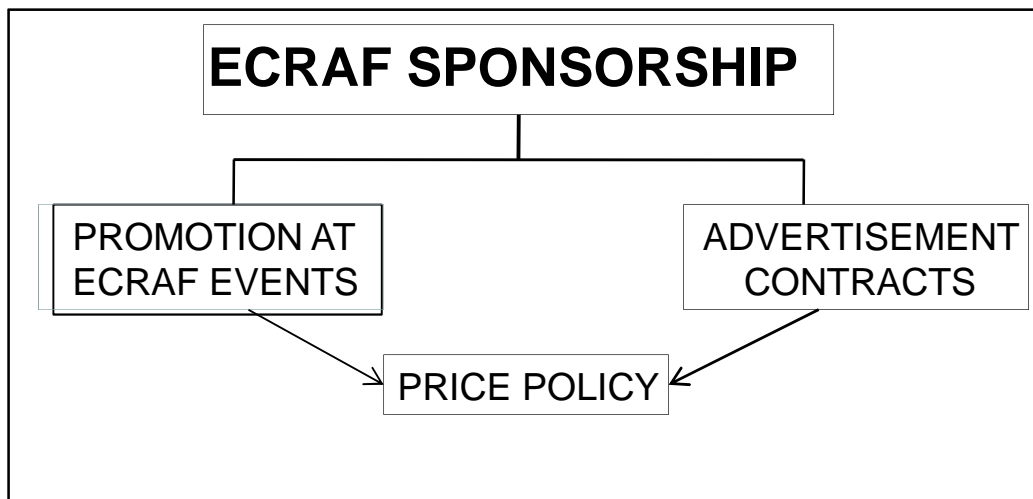 ECRAF SPONSORSHIP
PROMOTION AT
ECRAF EVENTS
ADVERTISEMENT
CONTRACTS
PRICE POLICY